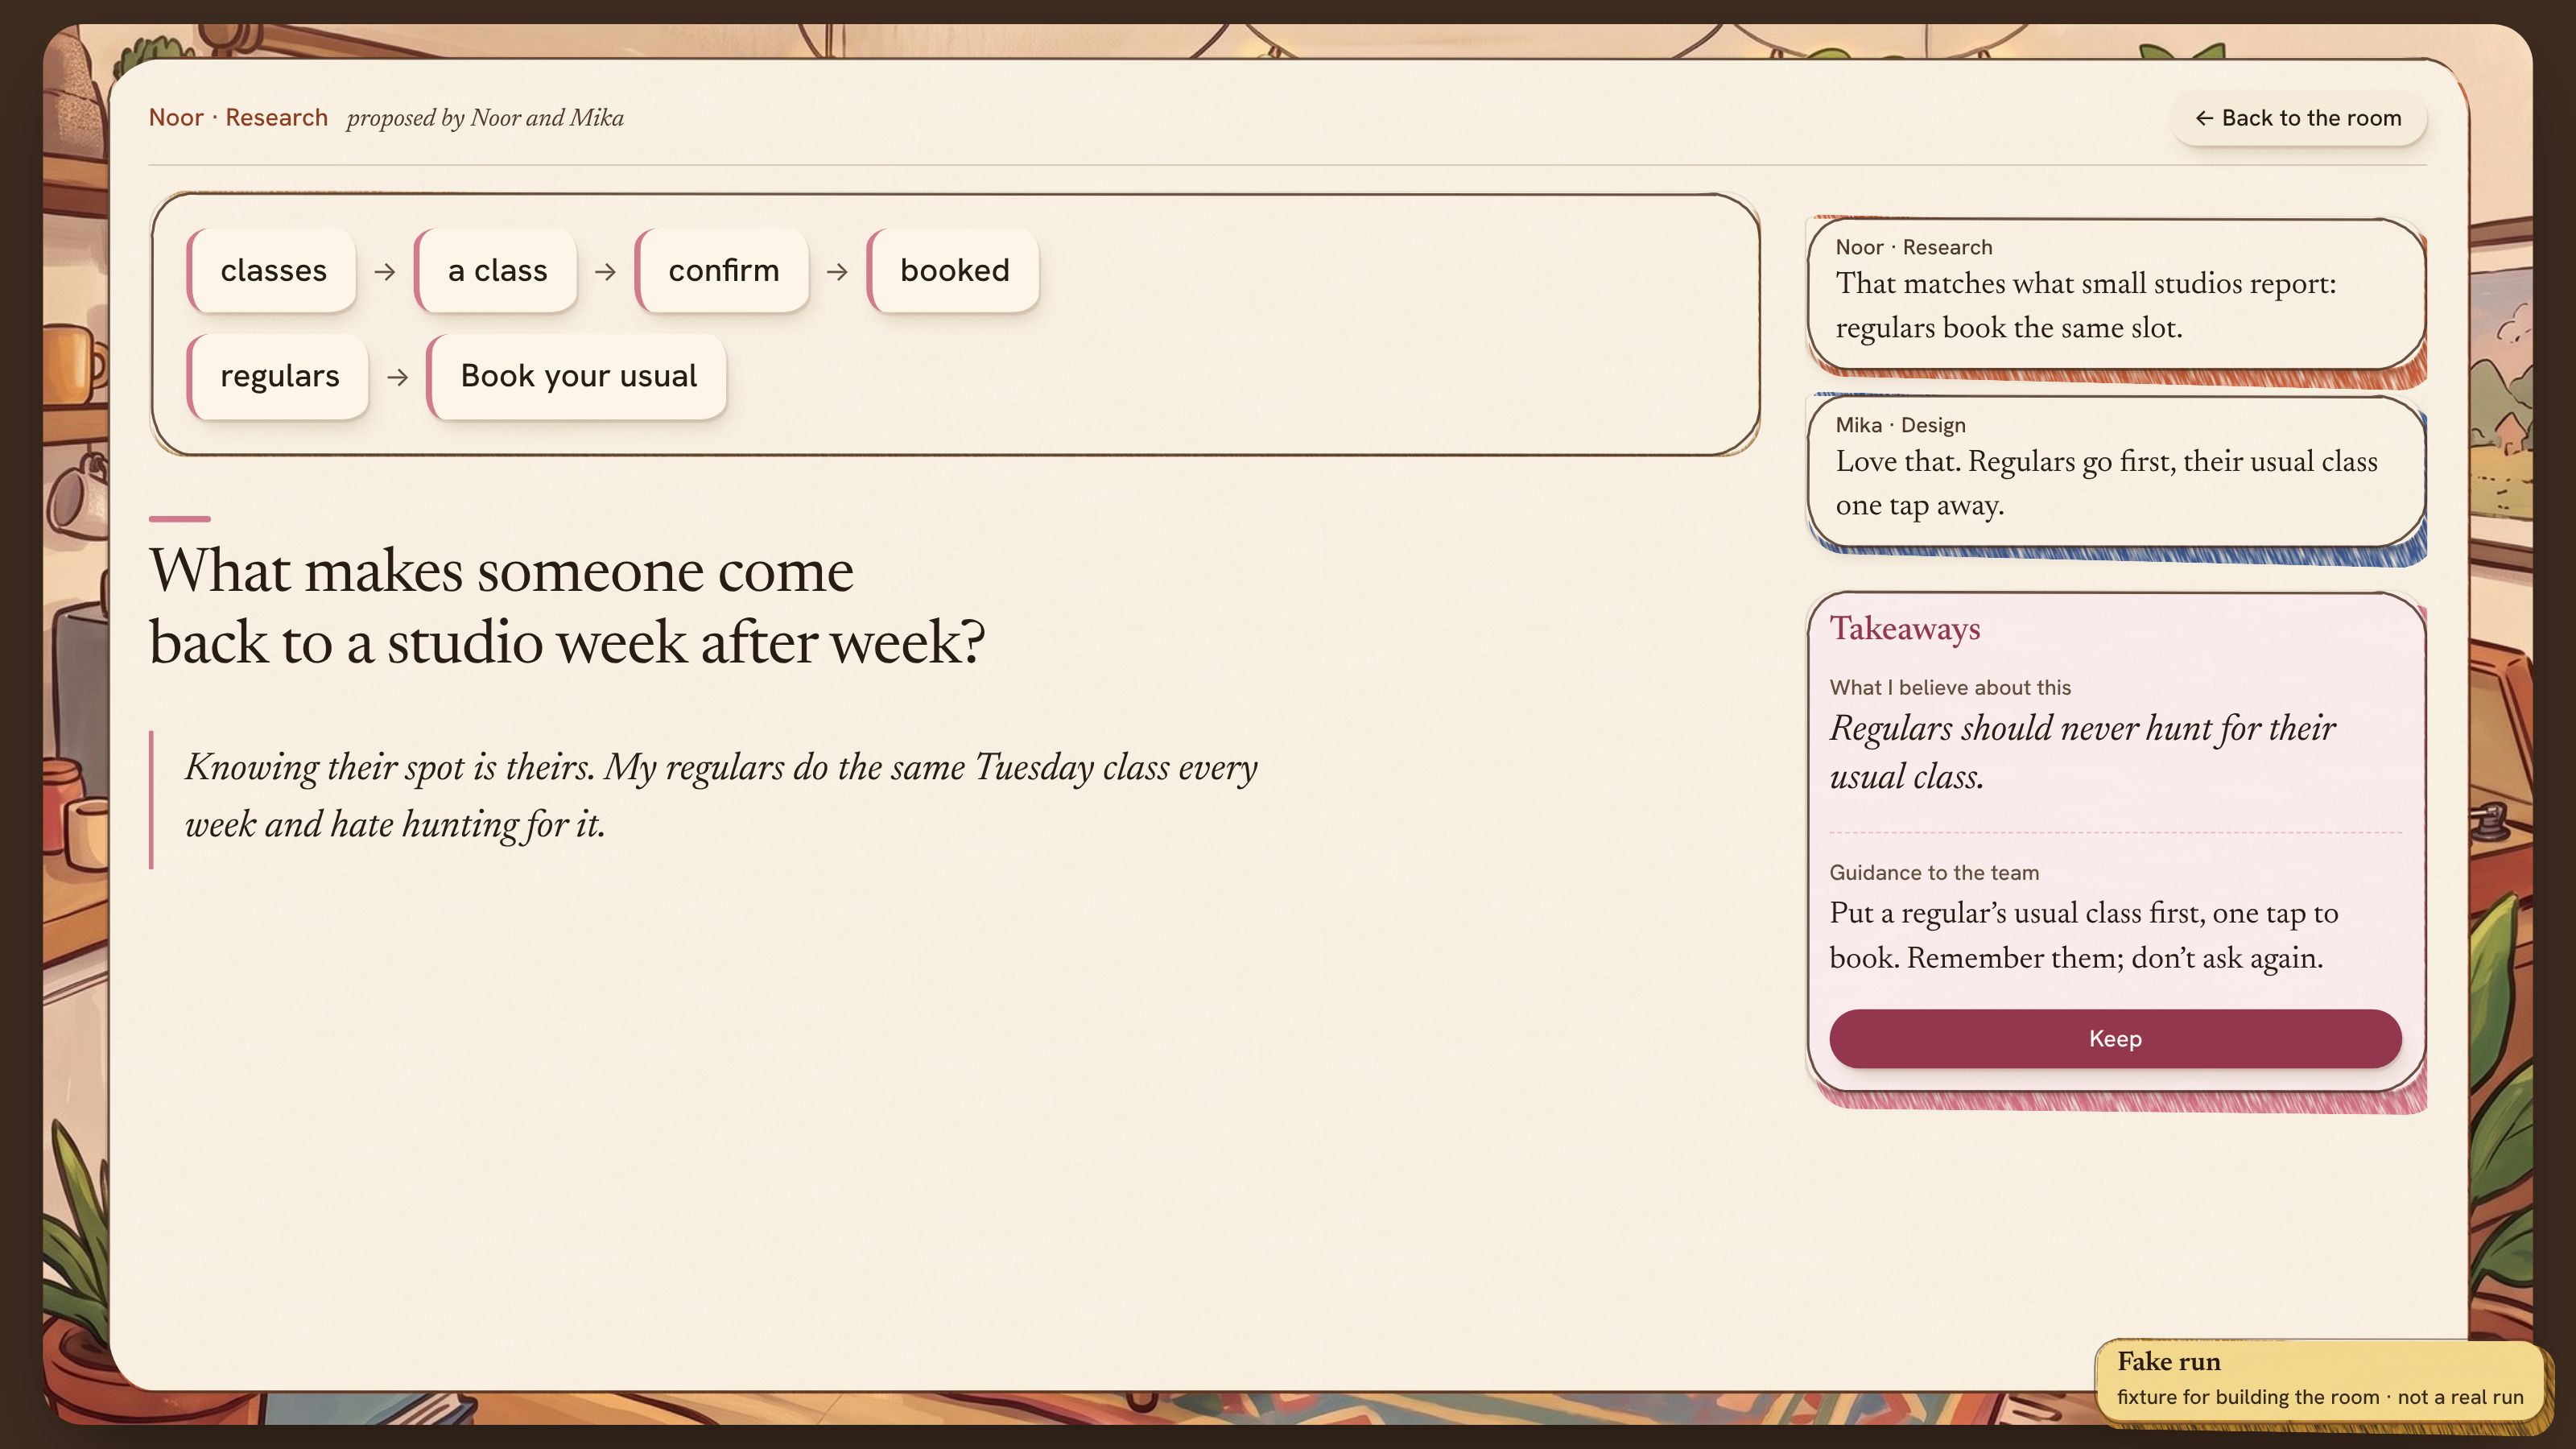 Noor · Research proposed by Noor and Mika
← Back to the room
classes → a class → confirm → booked
regulars → Book your usual
What makes someone come
back to a studio week after week?
Knowing their spot is theirs. My regulars do the same Tuesday class every
week and hate hunting for it.
Noor · Research
That matches what small studios report:
regulars book the same slot.
Mika · Design
Love that. Regulars go first, their usual class
one tap away.
Takeaways
What I believe about this
Regulars should never hunt for their
usual class.
Guidance to the team
Put a regular’s usual class first, one tap to
book. Remember them; don’t ask again.
Keep
Fake run
fixture for building the room · not a real run